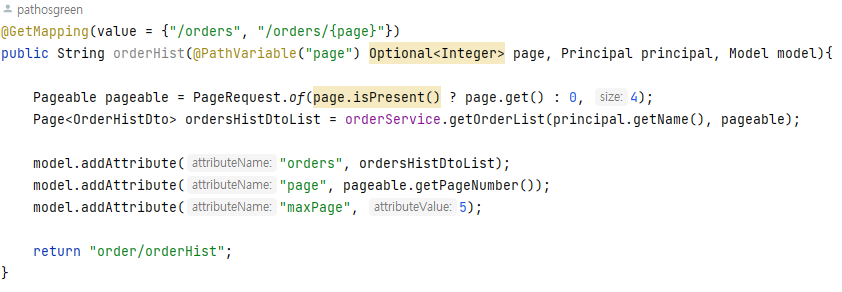 pathosgreen
@GetMapping(value = {"/orders", "/orders/{page}"})
public String orderHist(@PathVariable("page") Optional<Integer> page, Principal principal, Model model){
Pageable pageable = PageRequest.of(page.isPresent() ? page.get() : 0, size: 4);
Page<OrderHistDto> ordersHistDtoList = orderService.getOrderList(principal.getName(), pageable);
model.addAttribute( attributeName: "orders", ordersHistDtoList);
model.addAttribute( attributeName: "page", pageable.getPageNumber());
model.addAttribute( attributeName: "maxPage", attributeValue: 5);
return "order/orderHist";
}